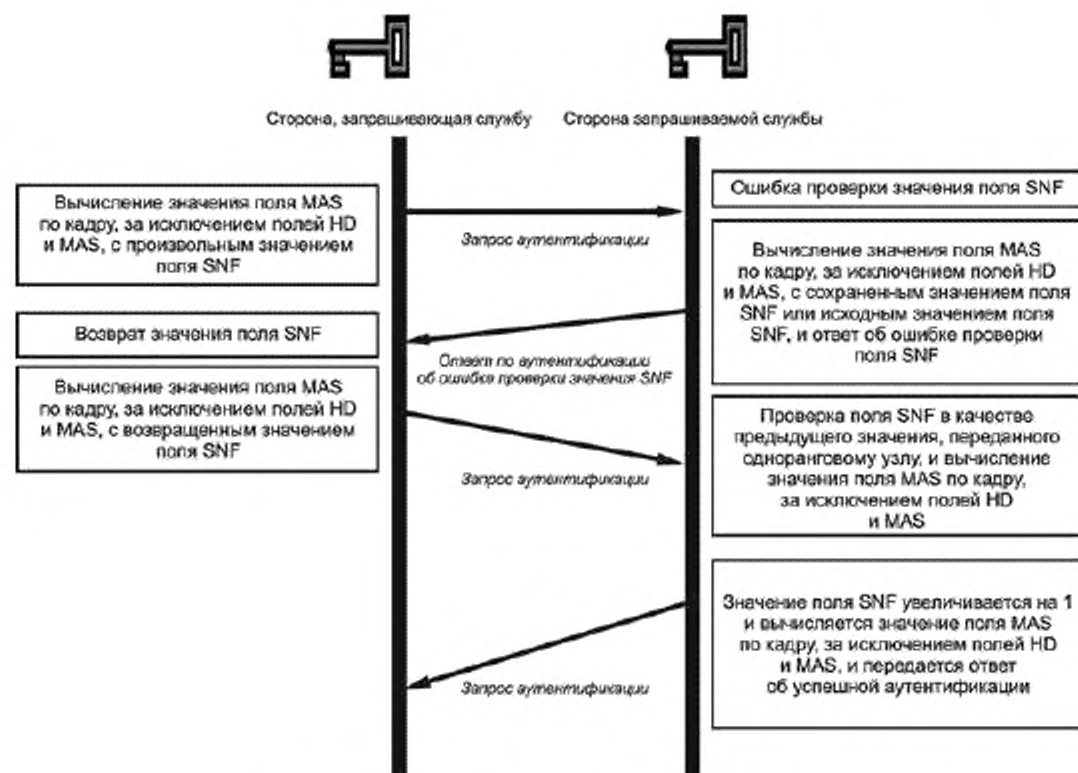 Сторона, запрашивающая службу
Сторона запрашиваемой службы
Вычисление значения поля MAS
по кадру, за исключением полей HD
и MAS, с произвольным значением
поля SNF
Запрос аутентификации
Ошибка проверки значения поля SNF
Вычисление значения поля MAS
по кадру, за исключением полей HD
и MAS, с сохраненным значением поля
SNF или исходным значением поля
SNF, и ответ об ошибке проверки
поля SNF
Возврат значения поля SNF
Ответ по аутентификации
об ошибке проверки значения SNF
Вычисление значения поля MAS
по кадру, за исключением полей HD
и MAS, с возвращенным значением
поля SNF
Запрос аутентификации
Проверка поля SNF в качестве
предыдущего значения, переданного
одноранговому узлу, и вычисление
значения поля MAS по кадру,
за исключением полей HD
и MAS
Значение поля SNF увеличивается на 1
и вычисляется значение поля MAS
по кадру, за исключением полей HD
и MAS, и передается ответ
об успешной аутентификации
Запрос аутентификации